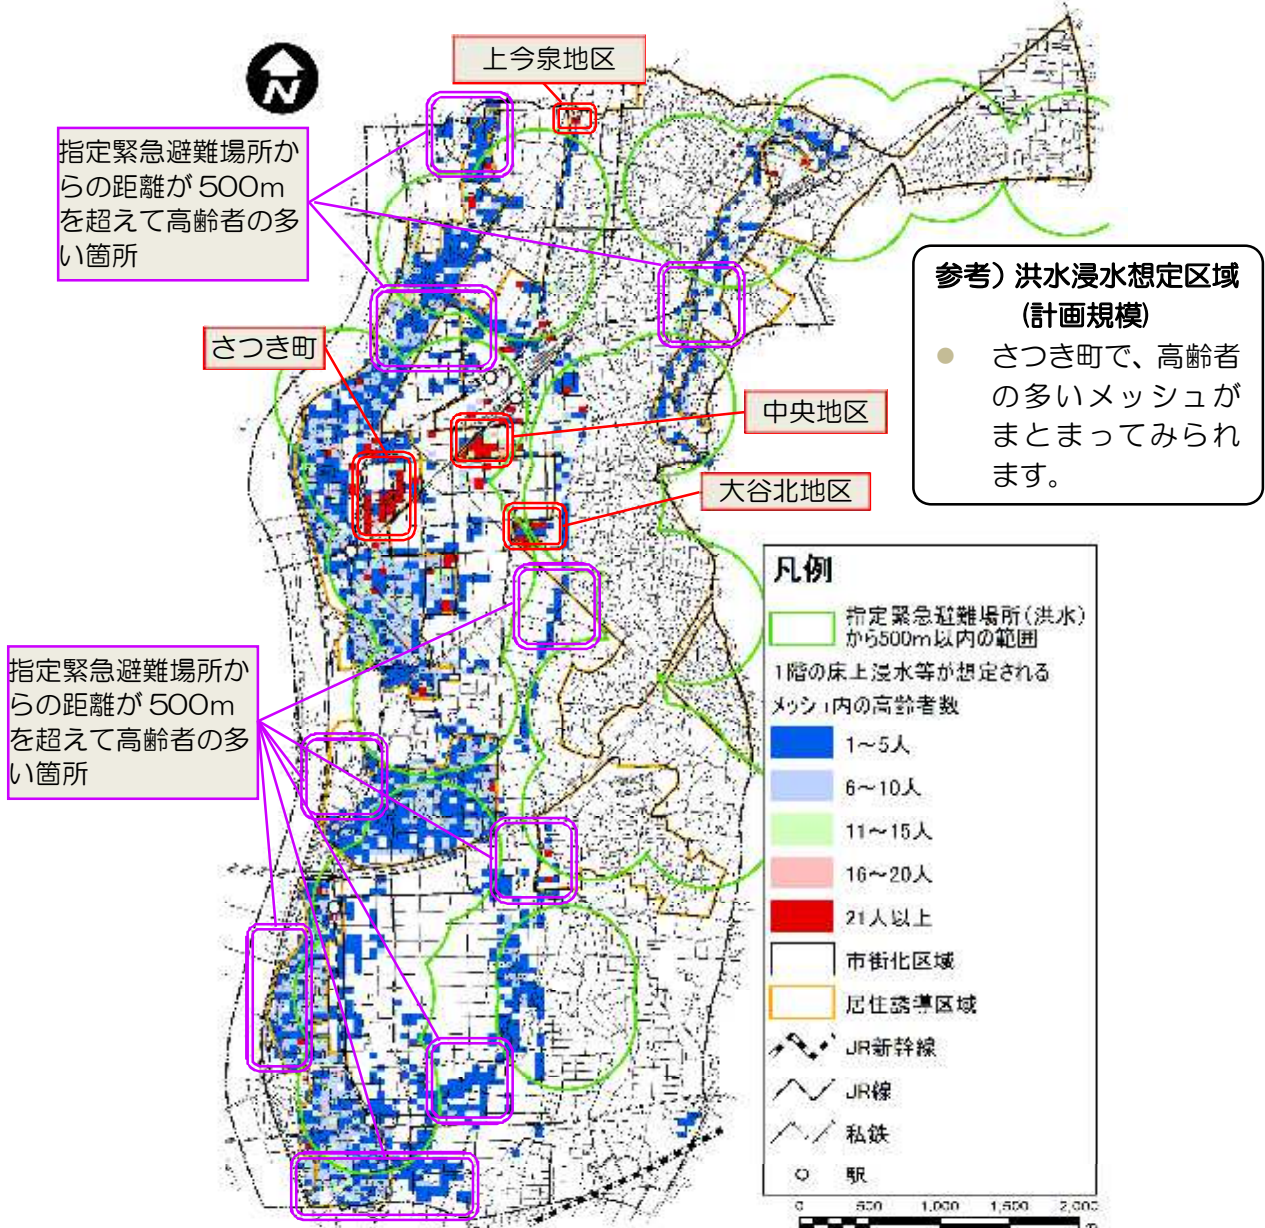 上今泉地区
N
指定緊急避難場所か
らの距離が500m
を超えて高齢者の多
い箇所
さつき町
参考）洪水浸水想定区域
(計画規模)
さつき町で、高齢者
の多いメッシュが
まとまってみられ
ます。
中央地区
大谷北地区
指定緊急避難場所か
らの距離が500m
を超えて高齢者の多
い箇所
凡例
指定緊急避難場所(洪水)
から500m以内の範囲
1階の床上浸水等が想定される
メッシュ内の高齢者数
1～5人
6～10人
11～15人
16～20人
21人以上
市街化区域
居住誘導区域
JR新幹線
JR線
私鉄
駅
0 500 1,000 1,500 2,000
m